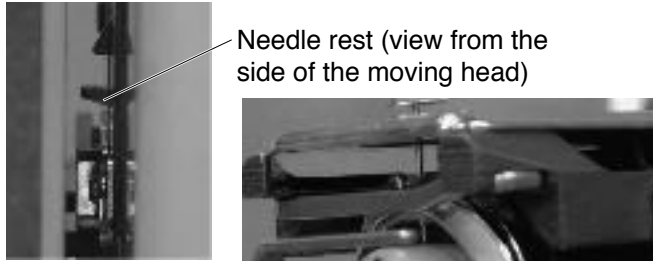 Needle rest (view from the
side of the moving head)